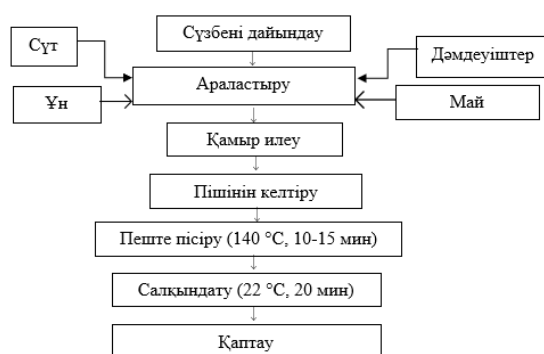 Сүзбені дайындау
Сүт
Дәмдеуіштер
Араластыру
Ұн
Май
Қамыр илеу
Пішінін келтіру
Пеште пісіру (140 °C, 10-15 мин)
Салқындату (22 °C, 20 мин)
Қаптау